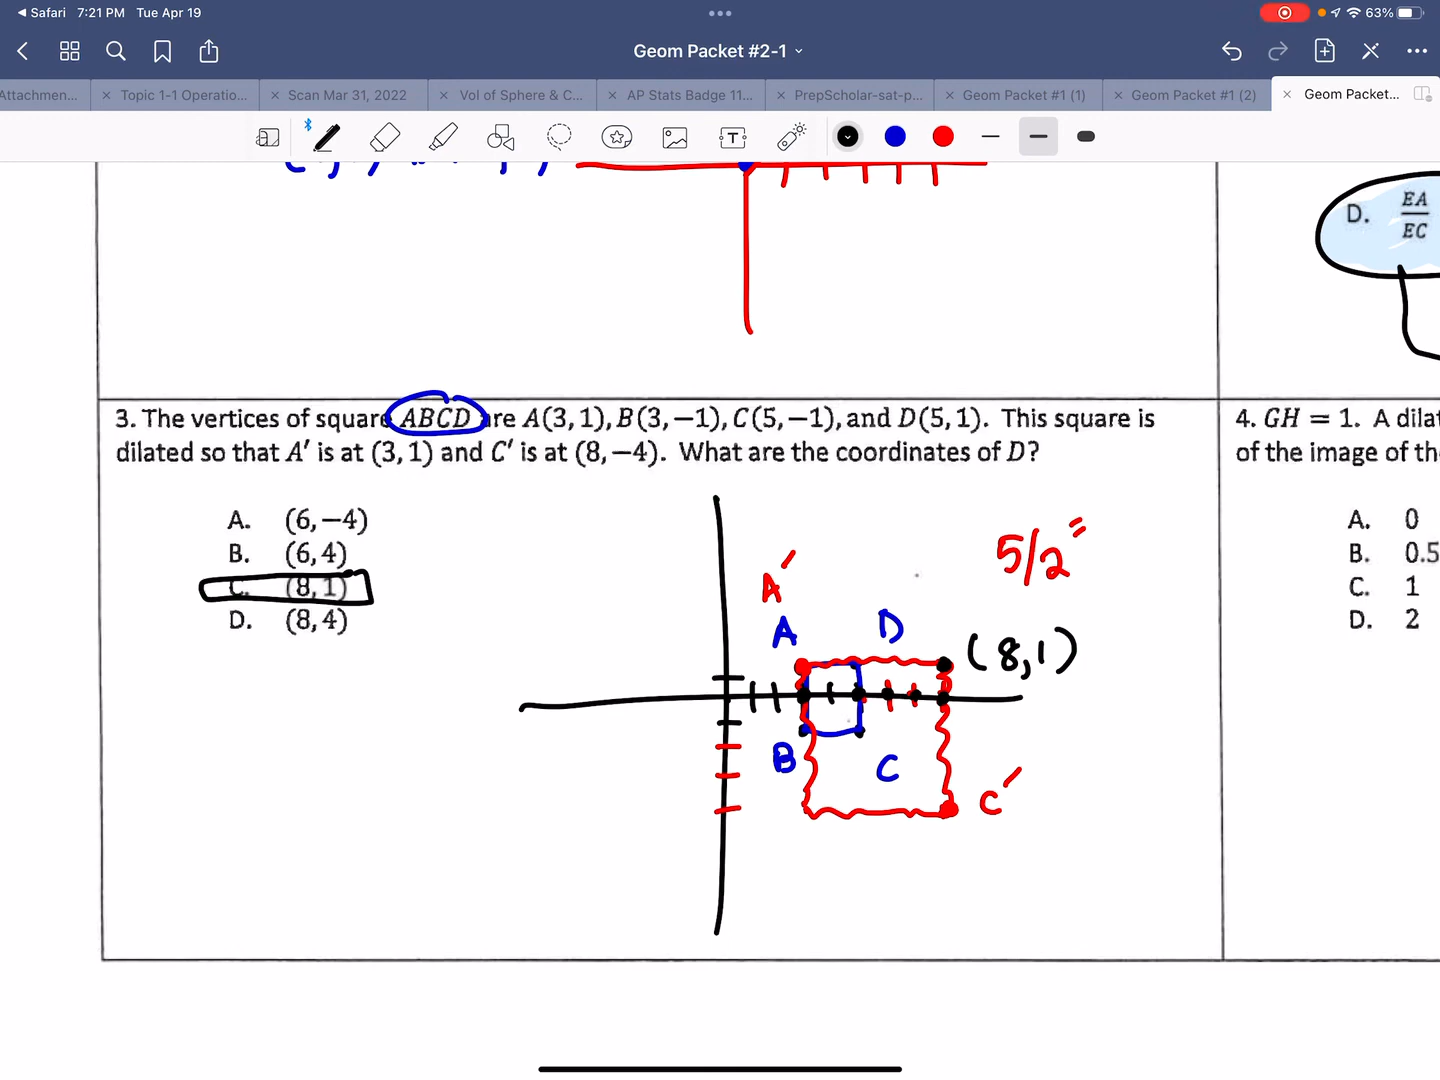 Safari 7:21 PM Tue Apr 19
63%
Geom Packet #2-1
Attachmen...
Topic 1-1 Operatio...
Scan Mar 31, 2022
Vol of Sphere & C...
AP Stats Badge 11...
PrepScholar-sat-p...
Geom Packet #1 (1)
Geom Packet #1 (2)
Geom Packet...
D. EA
EC
3. The vertices of square ABCD are A(3,1), B(3,−1), C(5,−1), and D(5,1). This square is
dilated so that A′ is at (3,1) and C′ is at (8,−4). What are the coordinates of D?
A. (6,−4)
B. (6,4)
C. (8,1)
D. (8,4)
5/2
A′
A
D
(8,1)
B
C
C′
4. GH = 1. A dilat
of the image of th
A. 0
B. 0.5
C. 1
D. 2